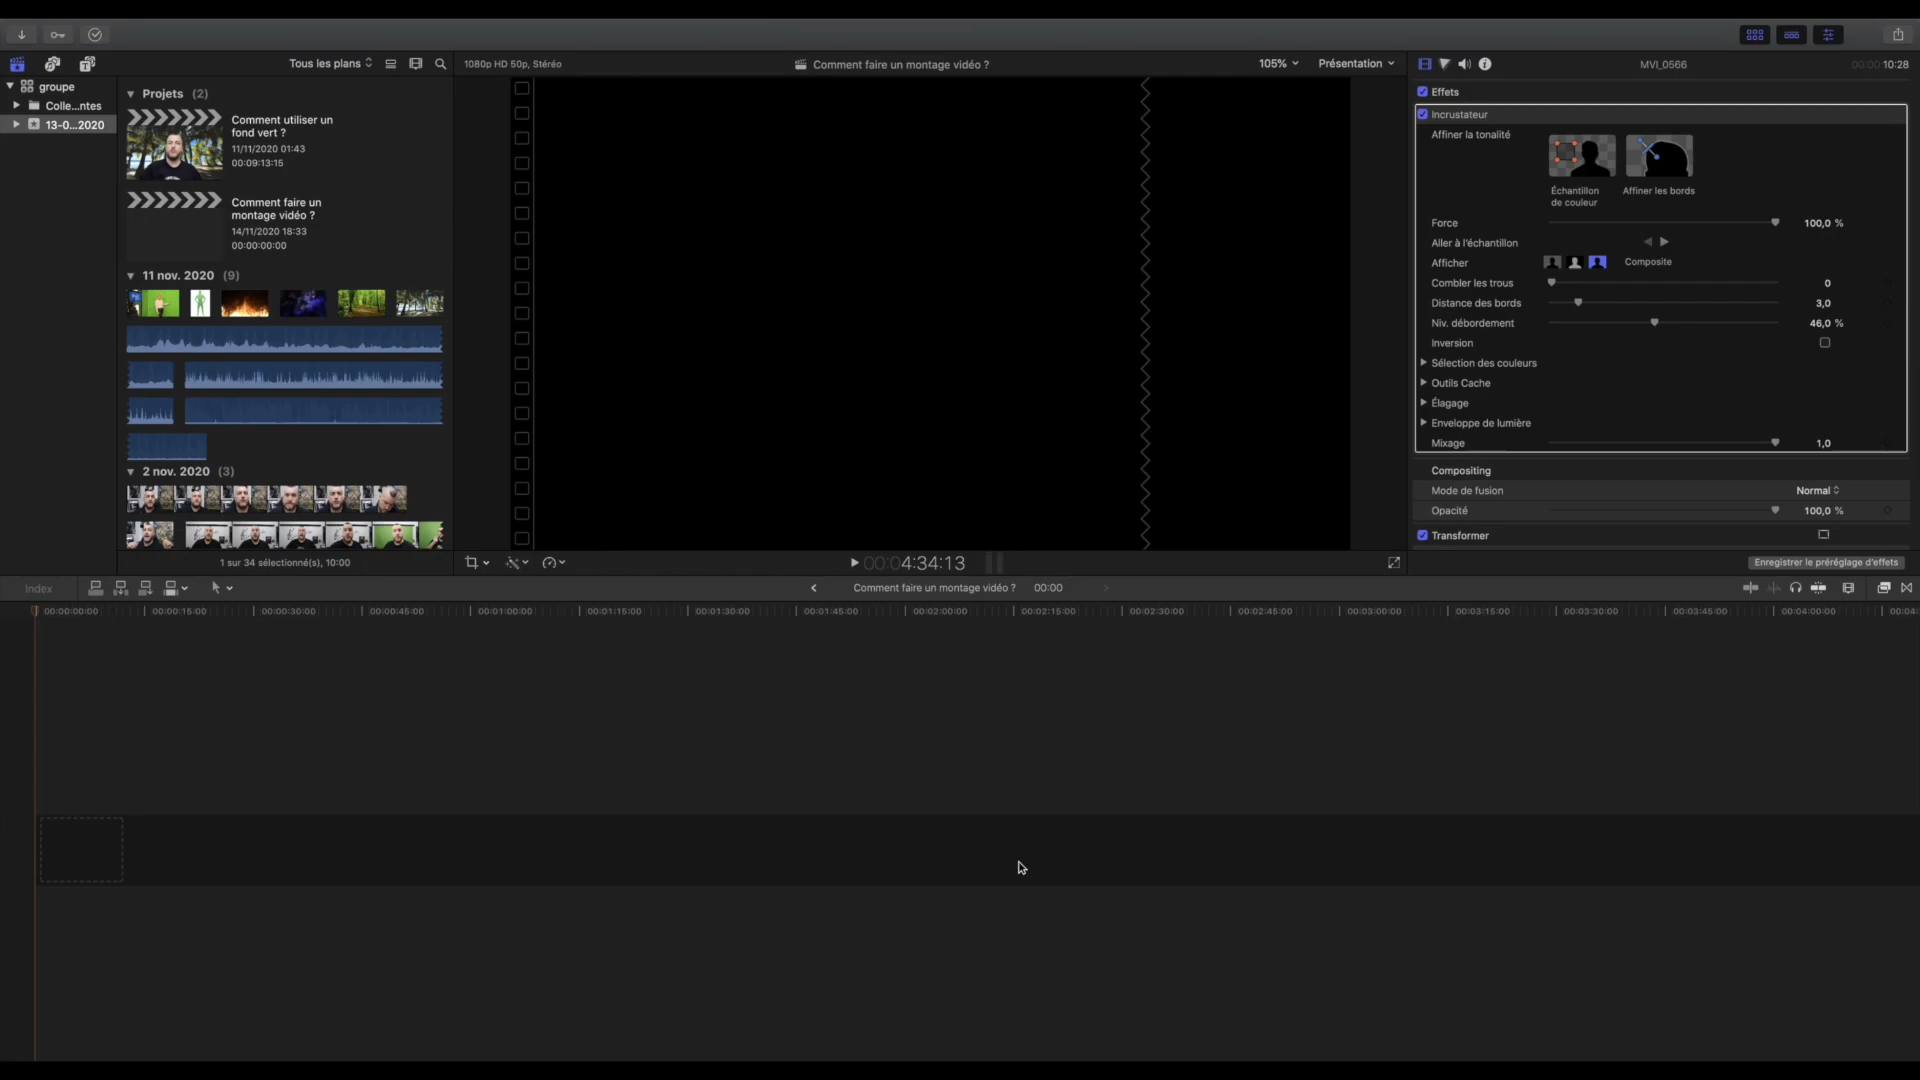 Tous les plans
1080p HD 50p, Stéréo
Comment faire un montage vidéo ?
105%
Présentation
MVI_0566
00:00:10:28
groupe
Colle...ntes
13-0...2020
Projets (2)
Comment utiliser un
fond vert ?
11/11/2020 01:43
00:09:13:15
Comment faire un
montage vidéo ?
14/11/2020 18:33
00:00:00:00
11 nov. 2020 (9)
2 nov. 2020 (3)
1 sur 34 sélectionné(s), 10:00
Effets
Incrustateur
Affiner la tonalité
Échantillon
de couleur
Affiner les bords
Force 100,0 %
Aller à l'échantillon
Afficher Composite
Combler les trous 0
Distance des bords 3,0
Niv. débordement 46,0 %
Inversion
Sélection des couleurs
Outils Cache
Élagage
Enveloppe de lumière
Mixage 1,0
Compositing
Mode de fusion Normal
Opacité 100,0 %
Transformer
Enregistrer le préréglage d'effets
00:04:34:13
Index
Comment faire un montage vidéo ? 00:00
00:00:00:00 00:00:15:00 00:00:30:00 00:00:45:00 00:01:00:00 00:01:15:00 00:01:30:00 00:01:45:00 00:02:00:00 00:02:15:00 00:02:30:00 00:02:45:00 00:03:00:00 00:03:15:00 00:03:30:00 00:03:45:00 00:04:00:00 00:04: